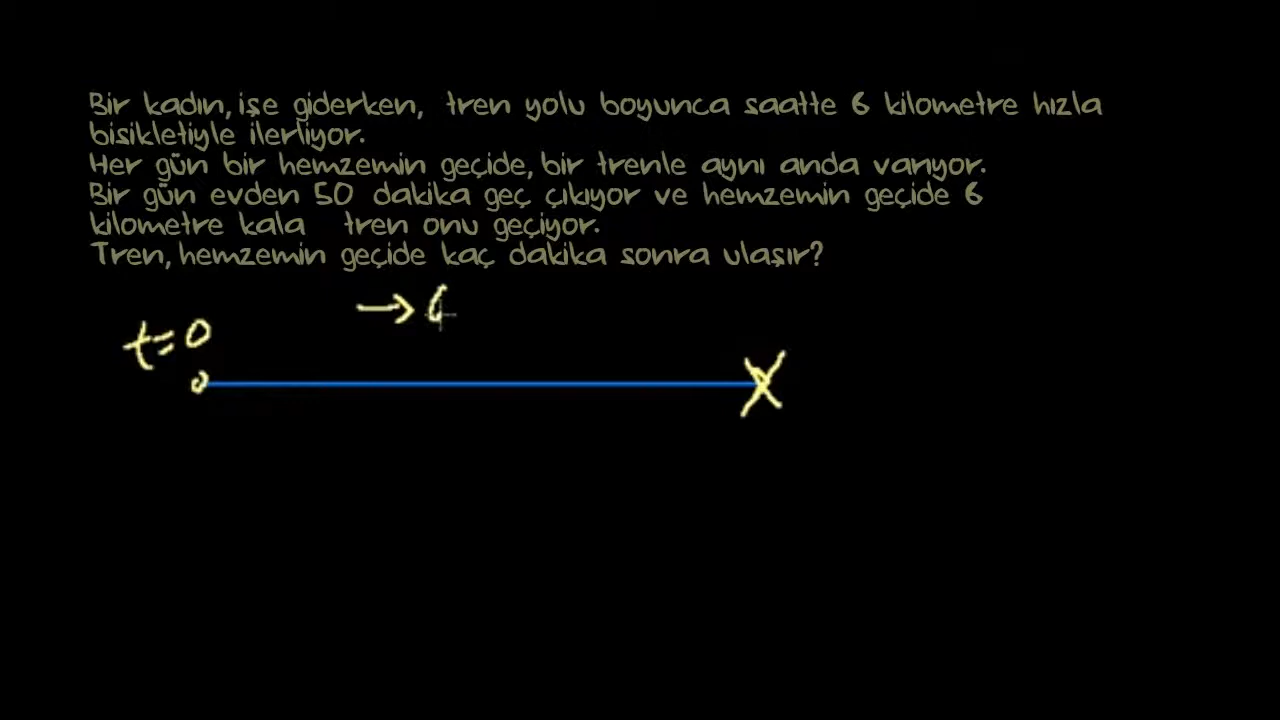 Bir kadın, işe giderken, tren yolu boyunca saatte 6 kilometre hızla
bisikletiyle ilerliyor.
Her gün bir hemzemin geçide, bir trenle aynı anda varıyor.
Bir gün evden 50 dakika geç çıkıyor ve hemzemin geçide 6
kilometre kala tren onu geçiyor.
Tren, hemzemin geçide kaç dakika sonra ulaşır?
t=0